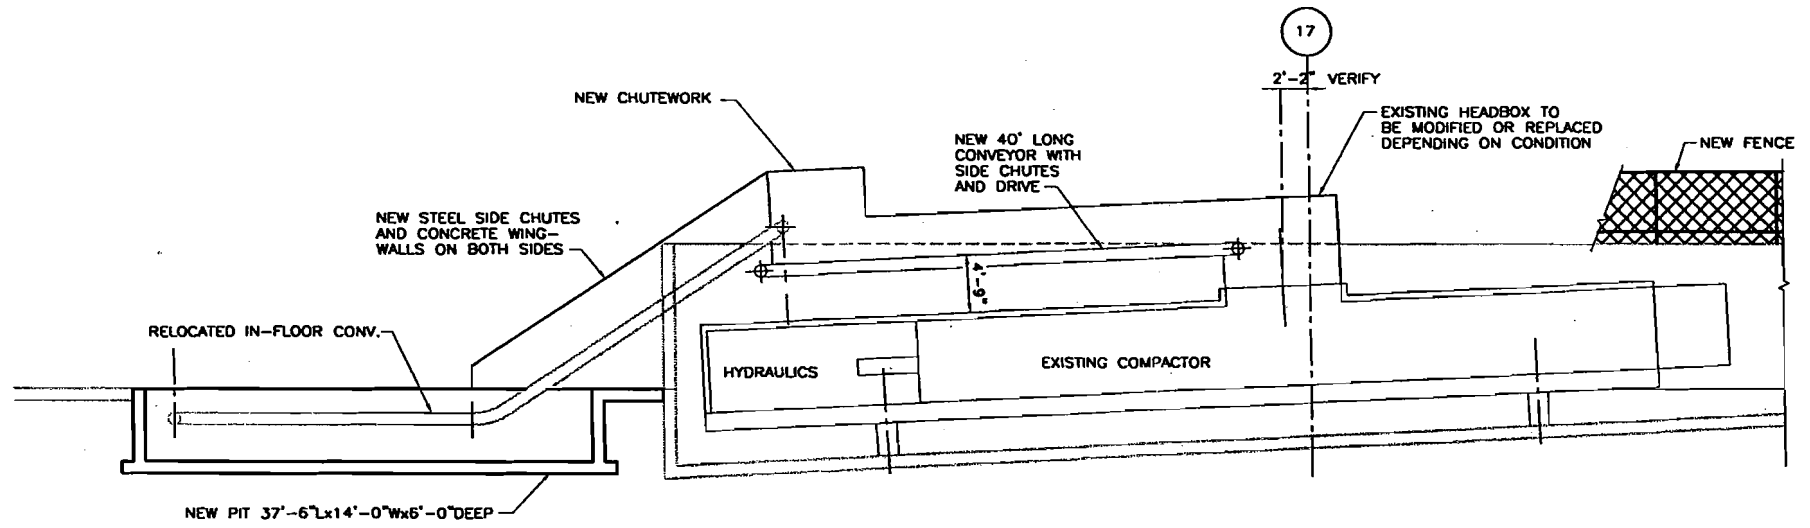 17
2'-2" VERIFY
NEW CHUTEWORK
EXISTING HEADBOX TO
BE MODIFIED OR REPLACED
DEPENDING ON CONDITION
NEW 40' LONG
CONVEYOR WITH
SIDE CHUTES
AND DRIVE
NEW FENCE
NEW STEEL SIDE CHUTES
AND CONCRETE WING-
WALLS ON BOTH SIDES
4'-9"
RELOCATED IN-FLOOR CONV.
HYDRAULICS
EXISTING COMPACTOR
NEW PIT 37'-6"Lx14'-0"Wx6'-0"DEEP